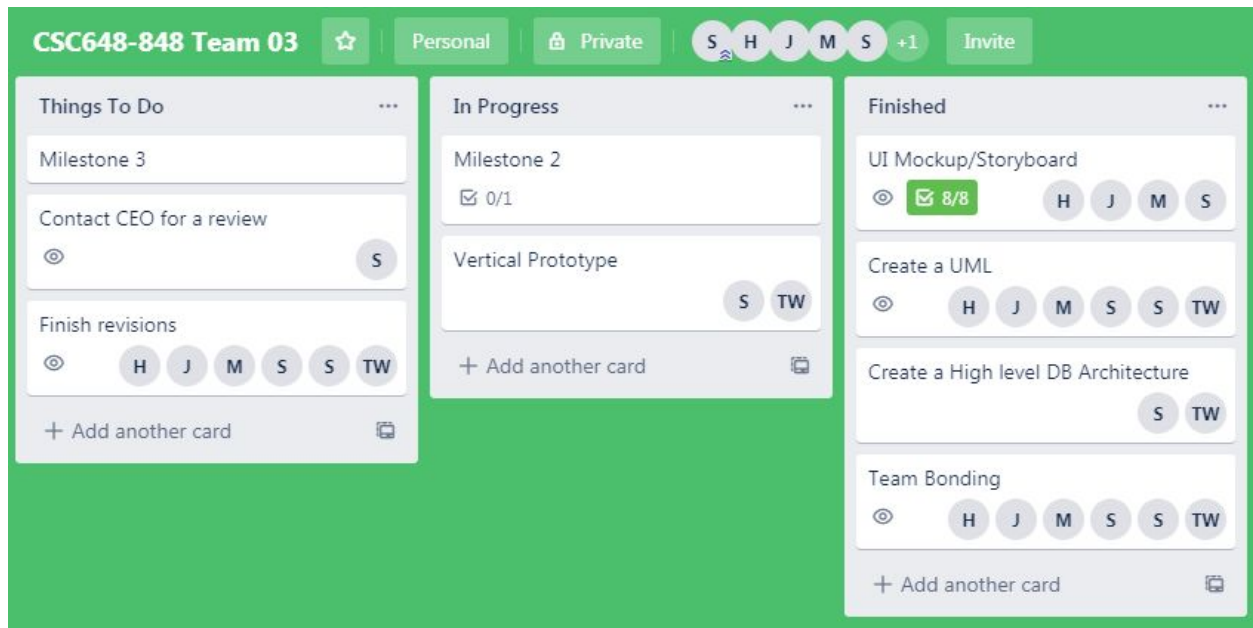 CSC648-848 Team 03 Personal Private S H J M S +1 Invite
Things To Do
Milestone 3
Contact CEO for a review
S
Finish revisions
H J M S S TW
+ Add another card
In Progress
Milestone 2
0/1
Vertical Prototype
S TW
+ Add another card
Finished
UI Mockup/Storyboard
8/8 H J M S
Create a UML
H J M S S TW
Create a High level DB Architecture
S TW
Team Bonding
H J M S S TW
+ Add another card